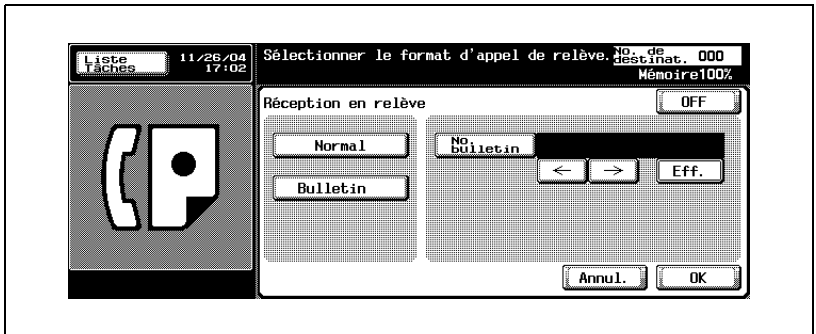 Liste
Tâches
11/26/04
17:02
Sélectionner le format d'appel de relève.
No. de
destinat. 000
Mémoire100%
Réception en relève
OFF
Normal
No.
bulletin
← →
Eff.
Bulletin
Annul.
OK